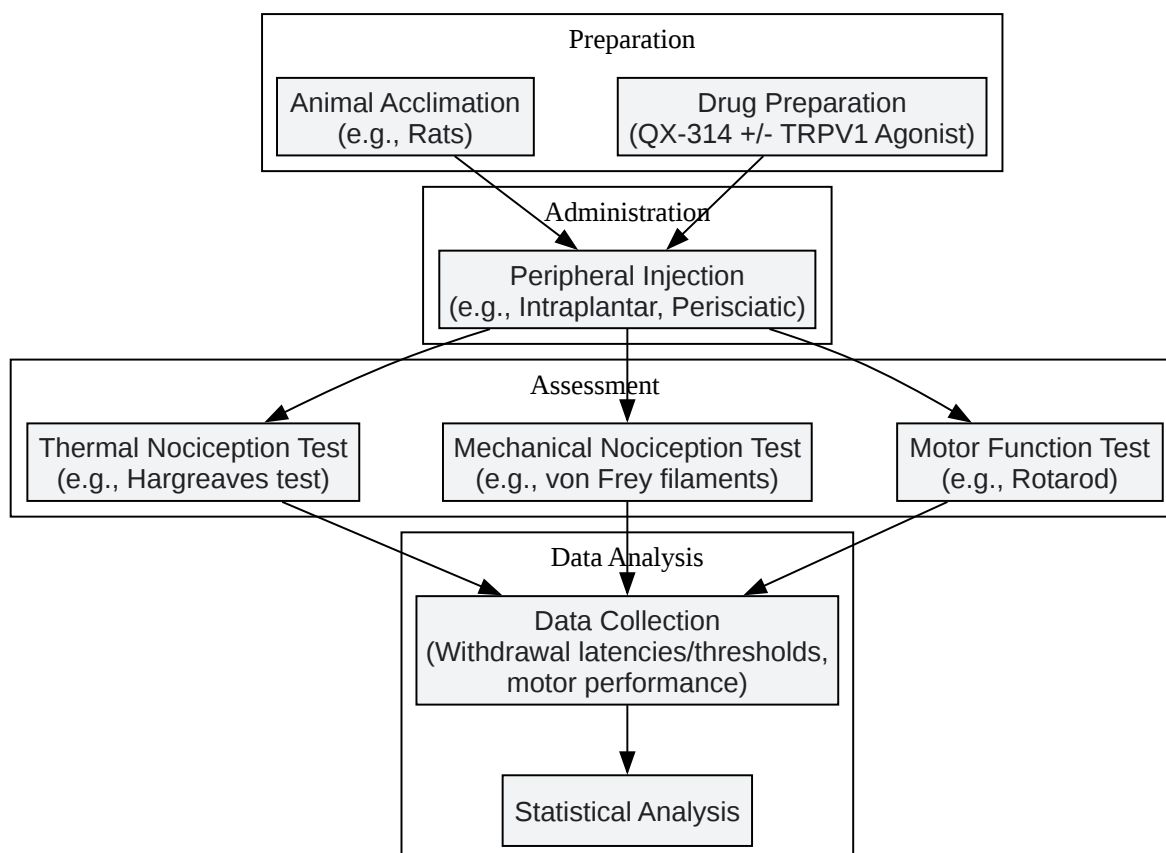 Preparation
Animal Acclimation
(e.g., Rats)
Drug Preparation
(QX-314 +/- TRPV1 Agonist)
Administration
Peripheral Injection
(e.g., Intraplantar, Perisciatic)
Assessment
Thermal Nociception Test
(e.g., Hargreaves test)
Mechanical Nociception Test
(e.g., von Frey filaments)
Motor Function Test
(e.g., Rotarod)
Data Analysis
Data Collection
(Withdrawal latencies/thresholds,
motor performance)
Statistical Analysis